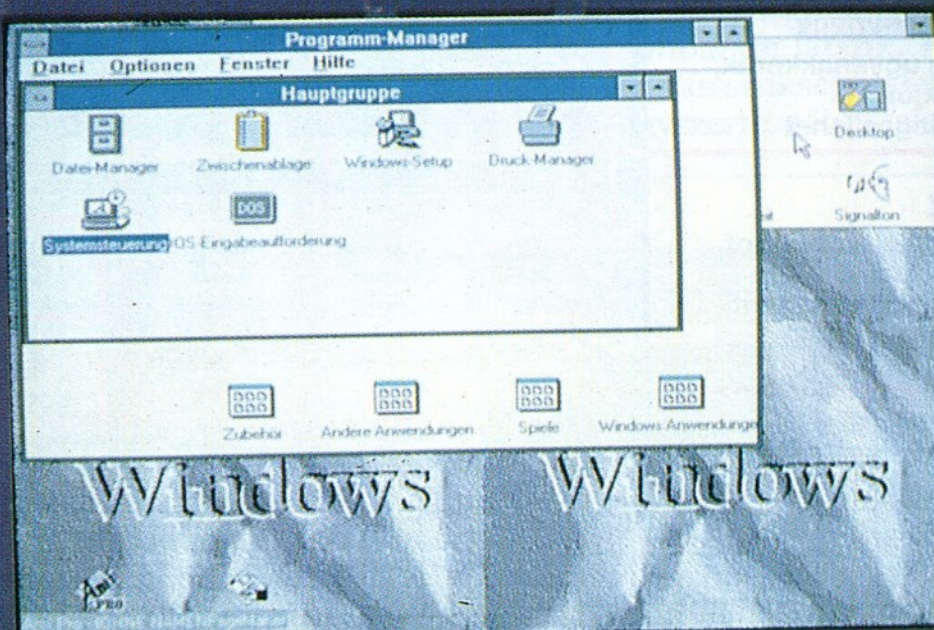 Programm-Manager
Datei Optionen Fenster Hilfe
Hauptgruppe
Datei-Manager Zwischenablage Windows-Setup Druck-Manager
Systemsteuerung OS-Eingabeaufforderung
DOS
Desktop
Signalton
Zubehör Andere Anwendungen Spiele Windows Anwendunge
Windows Windows
Ami PRO